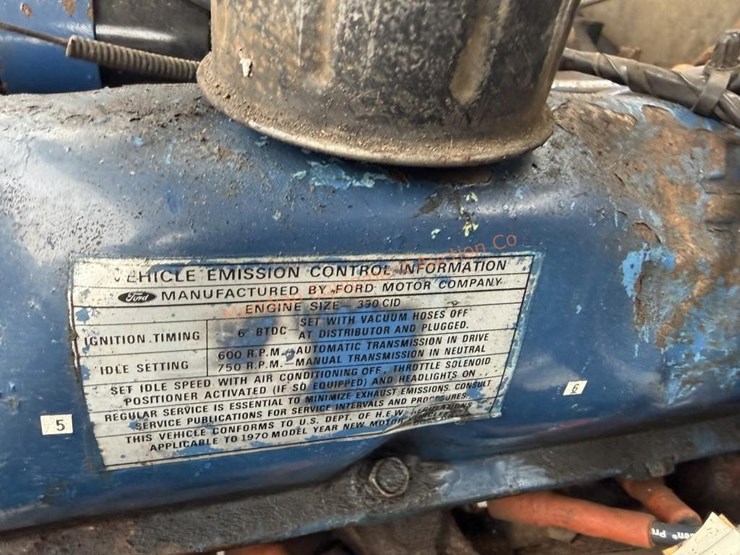 VEHICLE EMISSION CONTROL INFORMATION
Ford MANUFACTURED BY FORD MOTOR COMPANY
ENGINE SIZE - 390 CID
IGNITION TIMING 6° BTDC - SET WITH VACUUM HOSES OFF
AT DISTRIBUTOR AND PLUGGED.
IDLE SETTING 600 R.P.M. - AUTOMATIC TRANSMISSION IN DRIVE
750 R.P.M. - MANUAL TRANSMISSION IN NEUTRAL
SET IDLE SPEED WITH AIR CONDITIONING OFF, THROTTLE SOLENOID
POSITIONER ACTIVATED (IF SO EQUIPPED) AND HEADLIGHTS ON
REGULAR SERVICE IS ESSENTIAL TO MINIMIZE EXHAUST EMISSIONS. CONSULT
SERVICE PUBLICATIONS FOR SERVICE INTERVALS AND PROCEDURES
THIS VEHICLE CONFORMS TO U.S. DEPT. OF H.E.W. REGULATIONS
APPLICABLE TO 1970 MODEL YEAR NEW MOTOR
5
6
Co